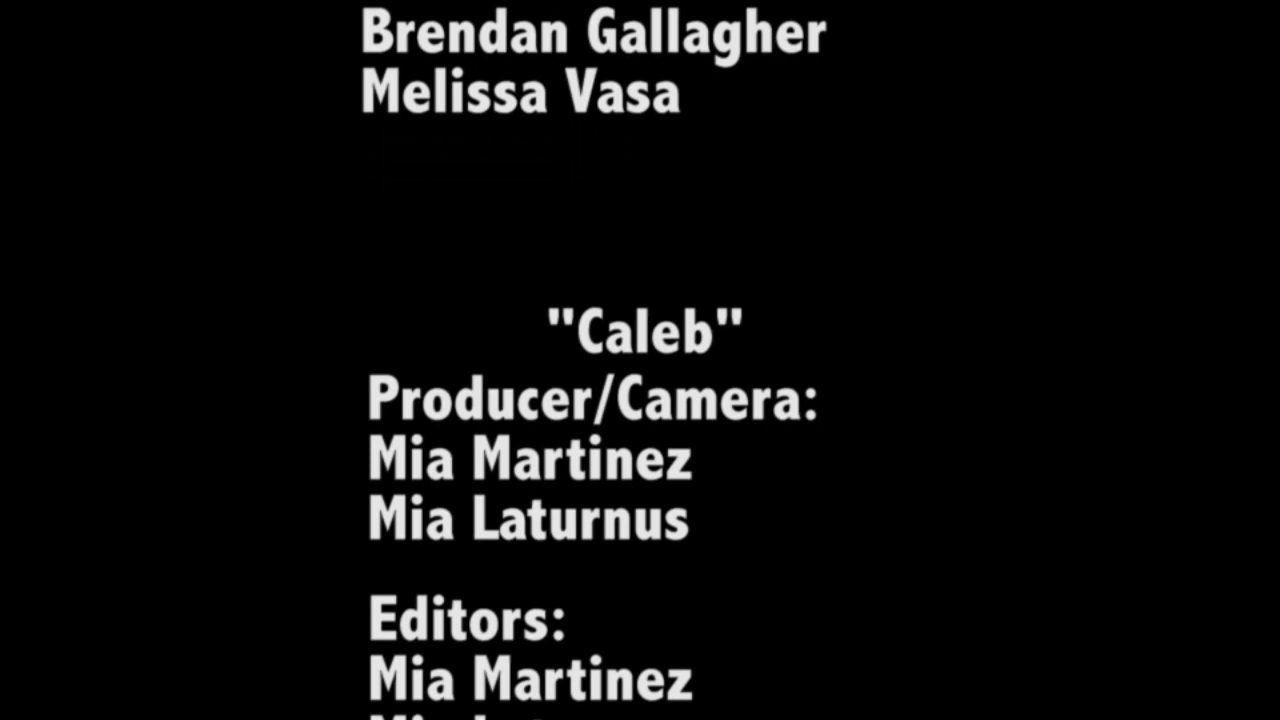 Brendan Gallagher
Melissa Vasa
"Caleb"
Producer/Camera:
Mia Martinez
Mia Laturnus
Editors:
Mia Martinez